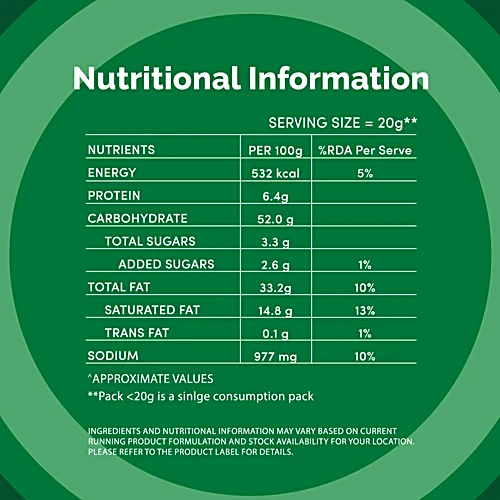 Nutritional Information
SERVING SIZE = 20g**
NUTRIENTS PER 100g %RDA Per Serve
ENERGY 532 kcal 5%
PROTEIN 6.4g
CARBOHYDRATE 52.0 g
TOTAL SUGARS 3.3 g
ADDED SUGARS 2.6 g 1%
TOTAL FAT 33.2g 10%
SATURATED FAT 14.8 g 13%
TRANS FAT 0.1 g 1%
SODIUM 977 mg 10%
^APPROXIMATE VALUES
**Pack <20g is a sinlge consumption pack
INGREDIENTS AND NUTRITIONAL INFORMATION MAY VARY BASED ON CURRENT
RUNNING PRODUCT FORMULATION AND STOCK AVAILABILITY FOR YOUR LOCATION.
PLEASE REFER TO THE PRODUCT LABEL FOR DETAILS.